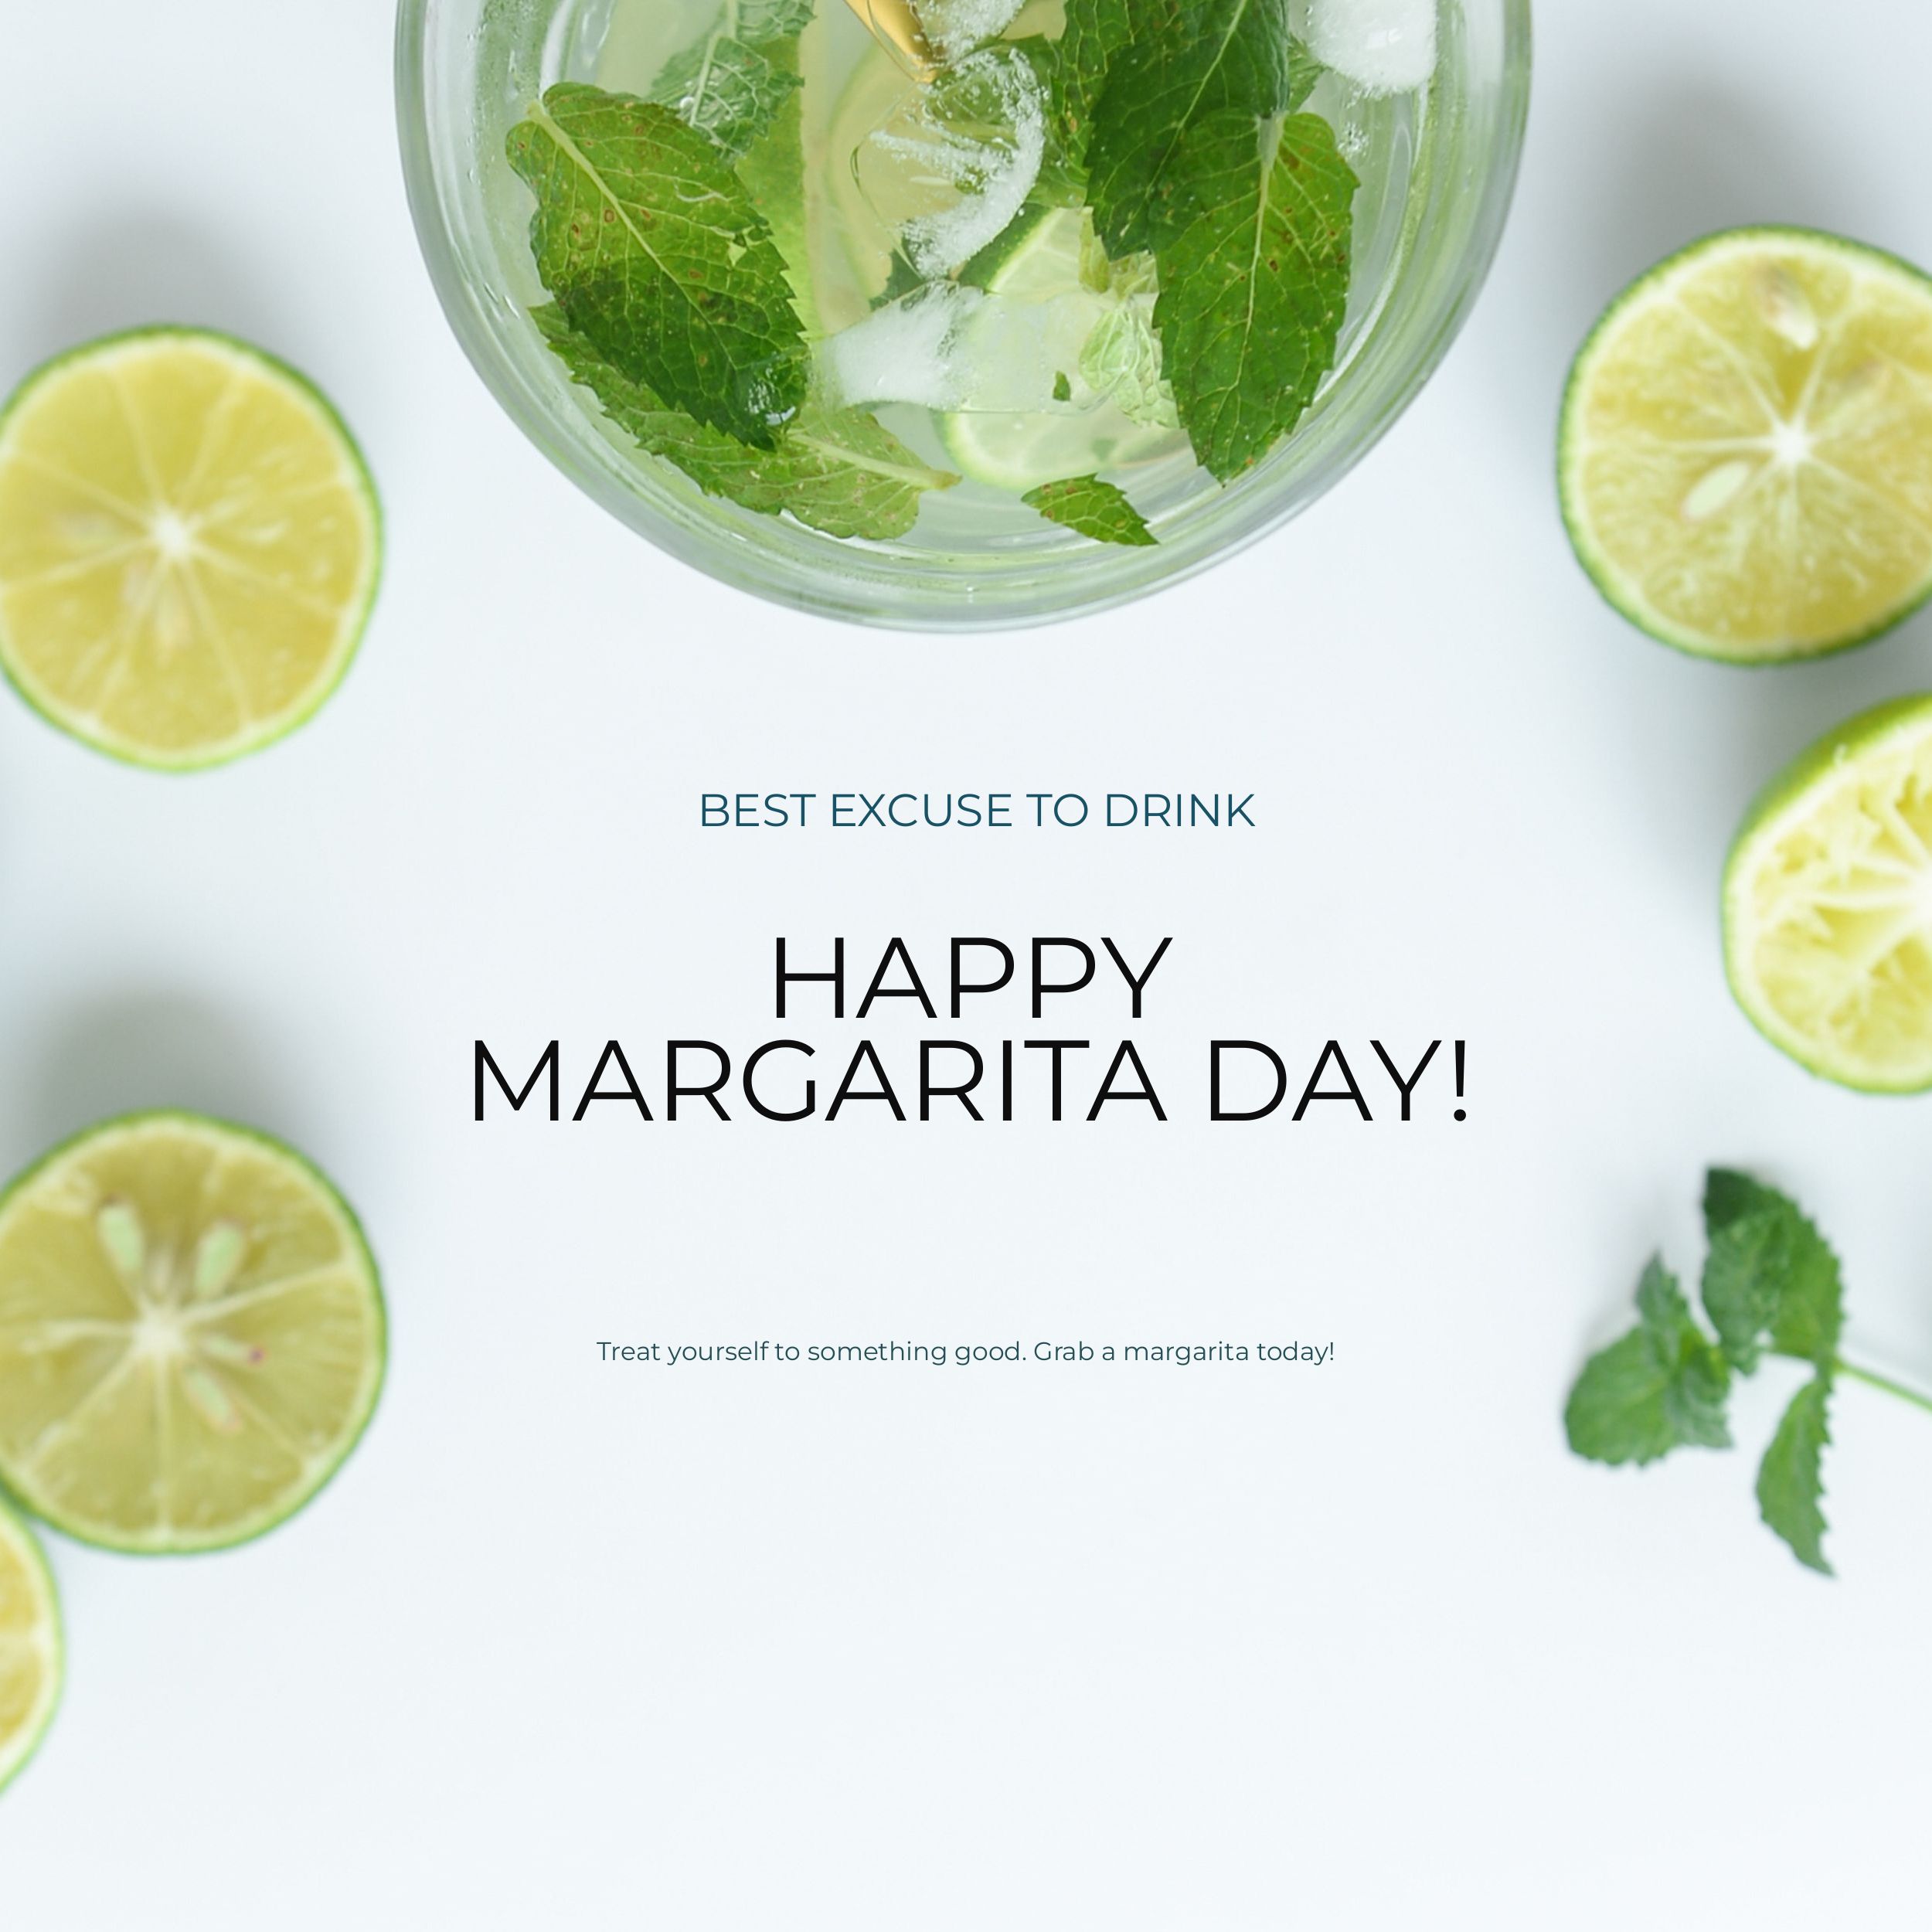 BEST EXCUSE TO DRINK
HAPPY
MARGARITA DAY!
Treat yourself to something good. Grab a margarita today!